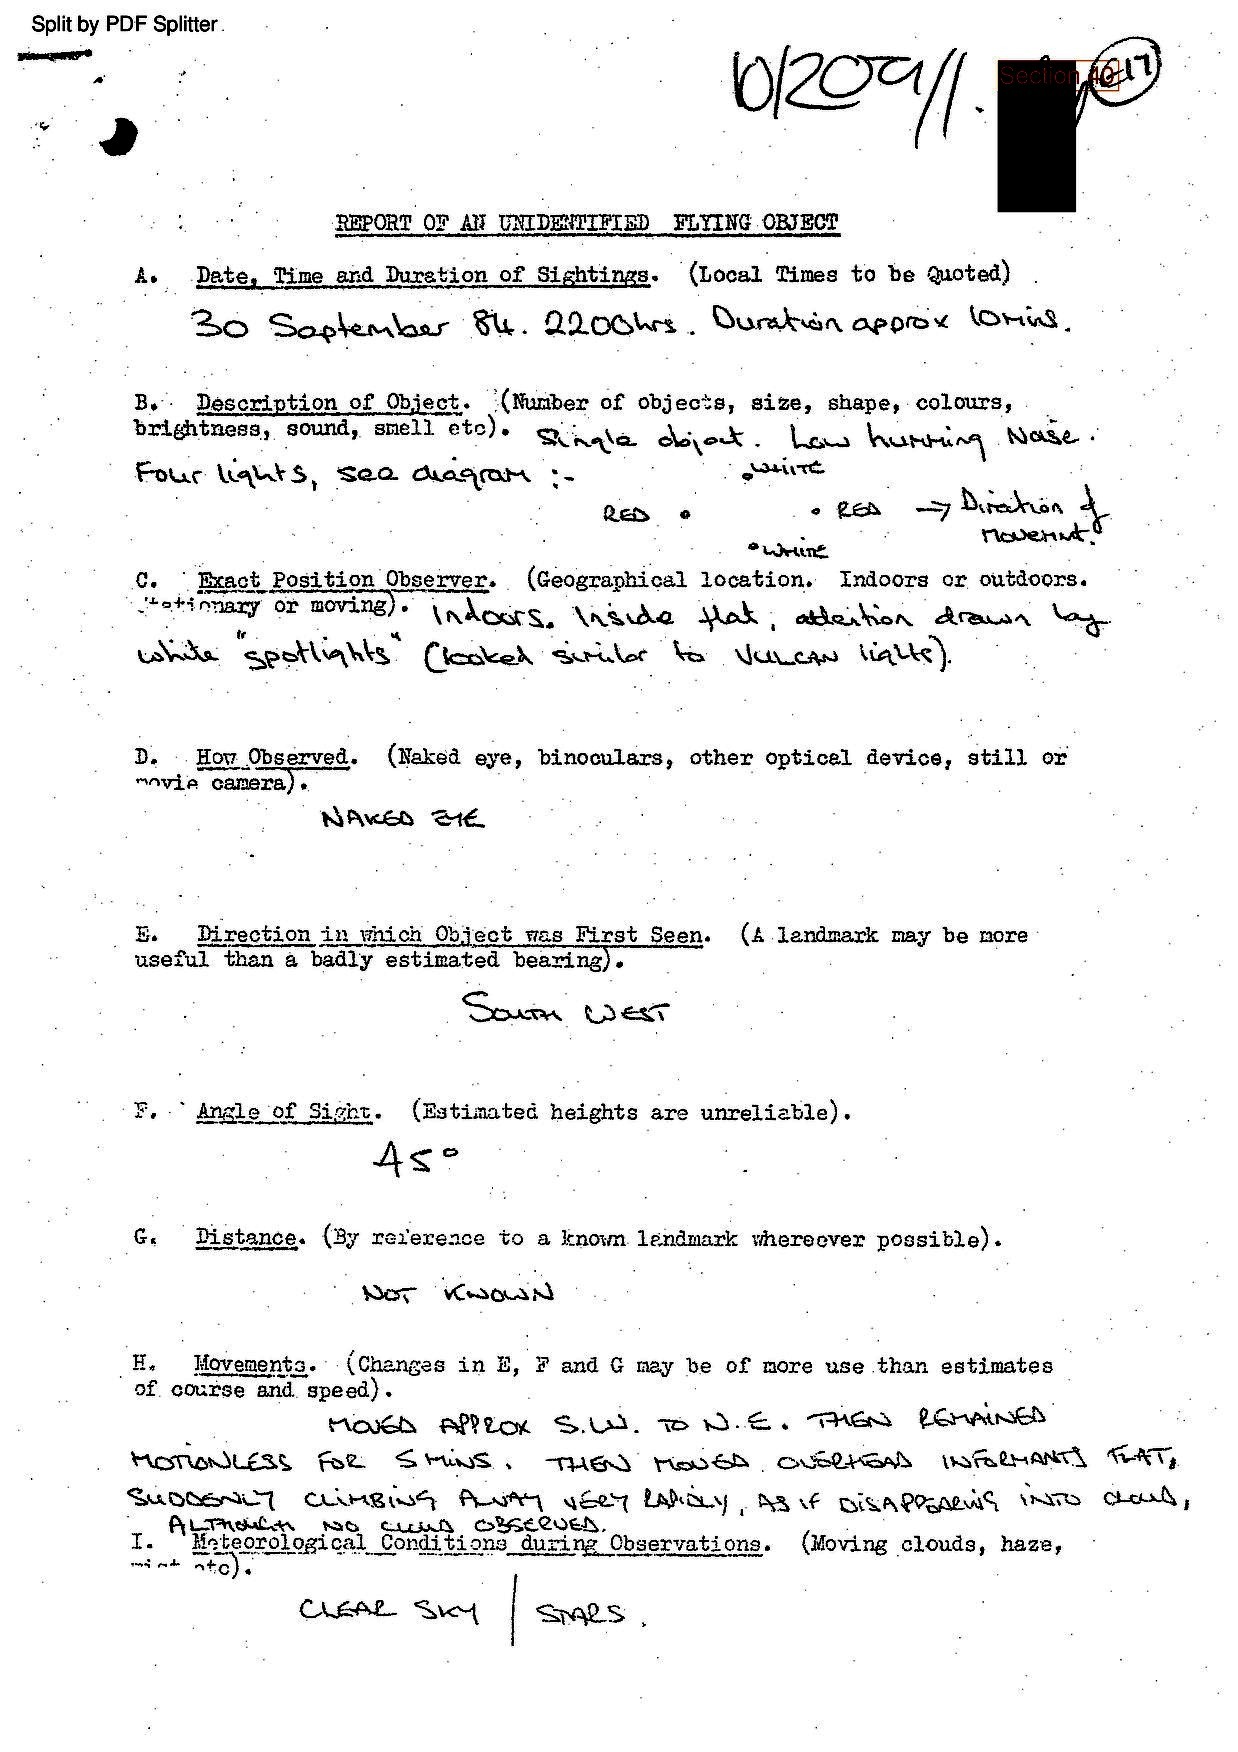 Split by PDF Splitter
D/209/1. Section 40 17
REPORT OF AN UNIDENTIFIED FLYING OBJECT
A. Date, Time and Duration of Sightings. (Local Times to be Quoted)
30 September 84. 2200hrs. Duration approx 10mins.
B. Description of Object. (Number of objects, size, shape, colours,
brightness, sound, smell etc). Single object. Low humming Noise.
Four lights, see diagram :-
WHITE
RED RED → Direction of
movement.
WHITE
C. Exact Position Observer. (Geographical location. Indoors or outdoors.
Stationary or moving). Indoors. Inside flat, attention drawn by
white "spotlights" (looked similar to VULCAN lights).
D. How Observed. (Naked eye, binoculars, other optical device, still or
movie camera).
NAKED EYE
E. Direction in which Object was First Seen. (A landmark may be more
useful than a badly estimated bearing).
SOUTH WEST
F. Angle of Sight. (Estimated heights are unreliable).
45°
G. Distance. (By reference to a known landmark whereever possible).
NOT KNOWN
H. Movements. (Changes in E, F and G may be of more use than estimates
of course and speed).
MOVED APPROX S.W. TO N.E. THEN REMAINED
MOTIONLESS FOR 5 MINS. THEN MOVED OVERHEAD INFORMANTS FLAT,
SUDDENLY CLIMBING AWAY VERY RAPIDLY, AS IF DISAPPEARING INTO CLOUD,
ALTHOUGH NO CLOUD OBSERVED.
I. Meteorological Conditions during Observations. (Moving clouds, haze,
mist etc).
CLEAR SKY / STARS.